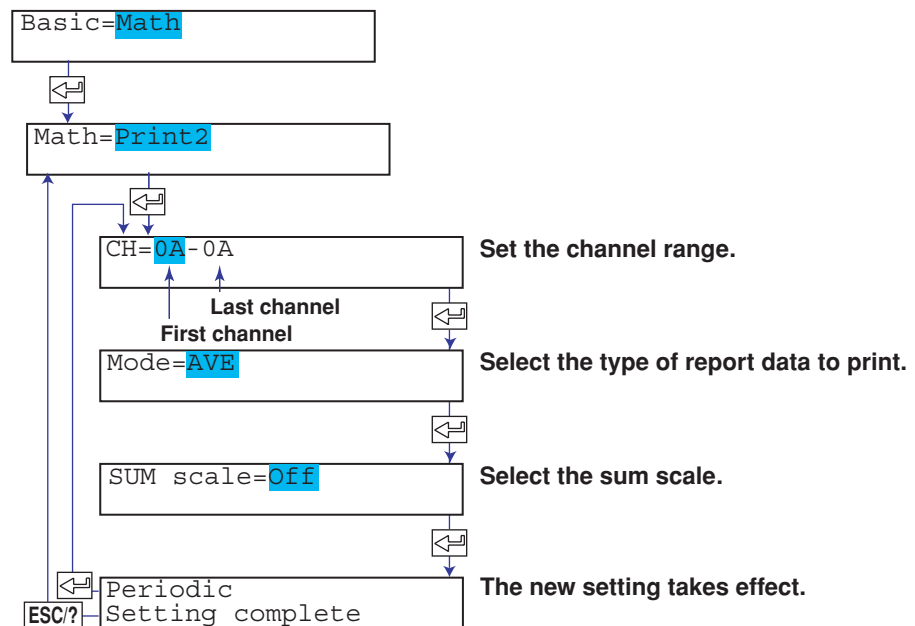 Basic=Math
Math=Print2
CH=0A-0A
Set the channel range.
Last channel
First channel
Mode=AVE
Select the type of report data to print.
SUM scale=Off
Select the sum scale.
Periodic
The new setting takes effect.
ESC/?
Setting complete